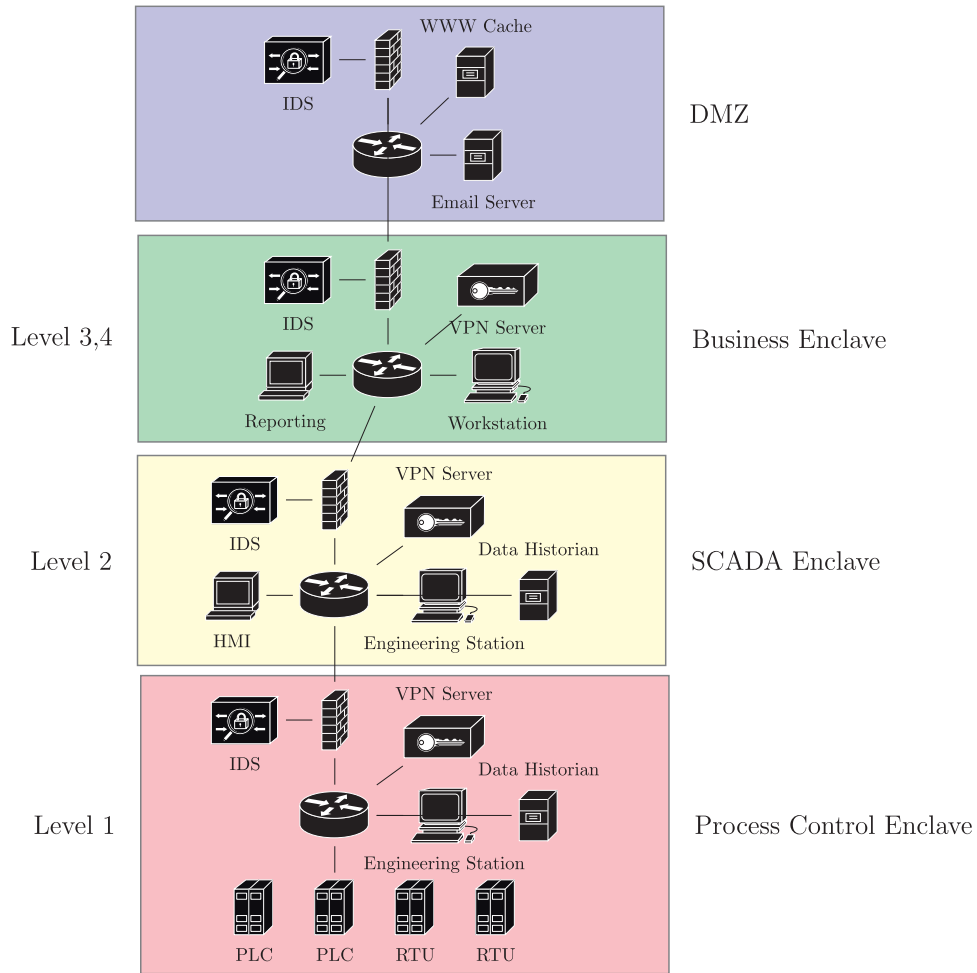 WWW Cache
IDS
DMZ
Email Server
IDS
VPN Server
Level 3,4
Business Enclave
Reporting
Workstation
VPN Server
IDS
Data Historian
Level 2
SCADA Enclave
HMI
Engineering Station
VPN Server
IDS
Data Historian
Level 1
Process Control Enclave
Engineering Station
PLC
PLC
RTU
RTU